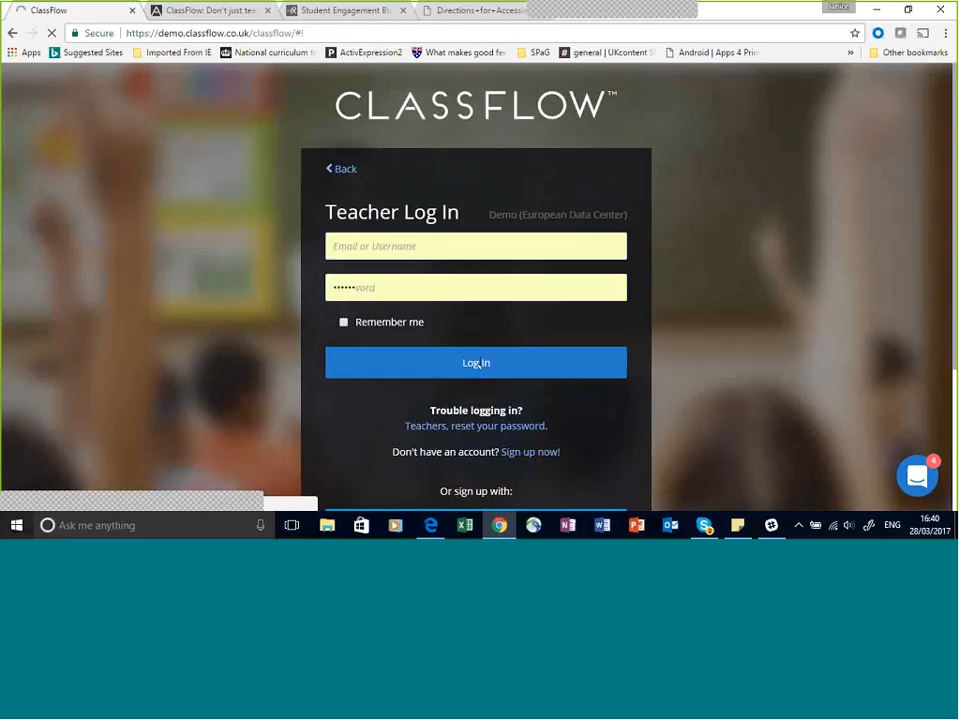 ClassFlow
ClassFlow: Don't just tea
Student Engagement Bl
Directions+for+Access
Janice
Secure
https://demo.classflow.co.uk/classflow/#!
Apps
Suggested Sites
Imported From IE
National curriculum
ActivExpression2
What makes good fe
SPaG
general | UKcontent
Android | Apps 4 Prim
»
Other bookmarks
CLASSFLOW™
Back
Teacher Log In
Demo (European Data Center)
Email or Username
••••••vord
Remember me
Log In
Trouble logging in?
Teachers, reset your password.
Don't have an account? Sign up now!
Or sign up with:
4
Ask me anything
ENG
16:40
28/03/2017